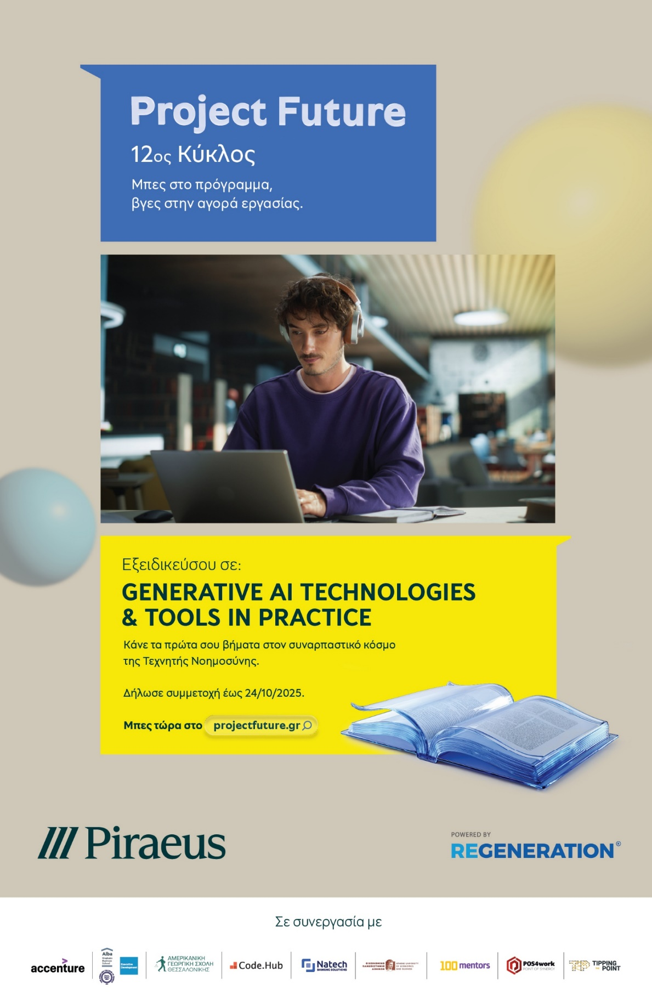 Project Future
12ος Κύκλος
Μπες στο πρόγραμμα,
βγες στην αγορά εργασίας.
Εξειδικεύσου σε:
GENERATIVE AI TECHNOLOGIES
& TOOLS IN PRACTICE
Κάνε τα πρώτα σου βήματα στον συναρπαστικό κόσμο
της Τεχνητής Νοημοσύνης.
Δήλωσε συμμετοχή έως 24/10/2025.
Μπες τώρα στο projectfuture.gr
Piraeus
POWERED BY
REGENERATION®
Σε συνεργασία με
accenture
Alba
Graduate
Business
School
Executive
Development
ΑΜΕΡΙΚΑΝΙΚΗ
ΓΕΩΡΓΙΚΗ ΣΧΟΛΗ
ΘΕΣΣΑΛΟΝΙΚΗΣ
Code.Hub
Natech
BANKING SOLUTIONS
ΟΙΚΟΝΟΜΙΚΟ
ΠΑΝΕΠΙΣΤΗΜΙΟ
ΑΘΗΝΩΝ
ATHENS UNIVERSITY
OF ECONOMICS
AND BUSINESS
100mentors
POS4work
POINT OF SYNERGY
TIPPING
POINT